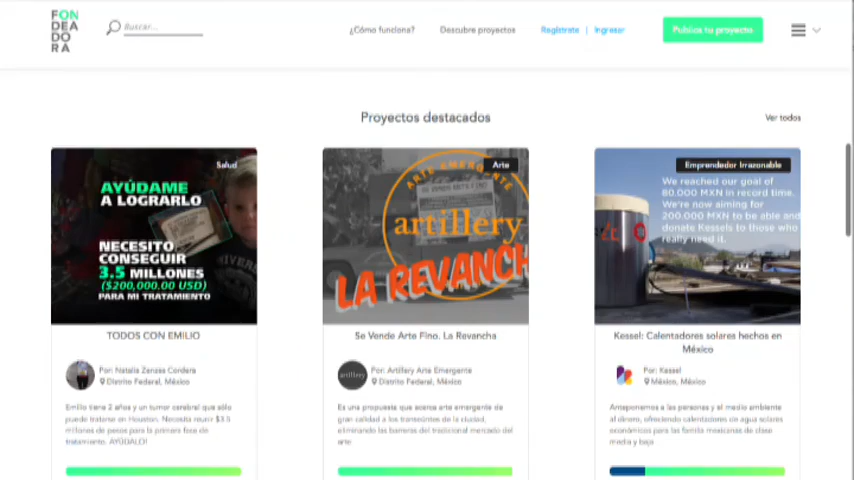 FON
DEA
DO
RA
Buscar...
¿Cómo funciona?
Descubre proyectos
Regístrate | Ingresar
Publica tu proyecto
Proyectos destacados
Ver todos
Salud
AYÚDAME
A LOGRARLO
NECESITO
CONSEGUIR
3.5 MILLONES
($200,000.00 USD)
PARA MI TRATAMIENTO
TODOS CON EMILIO
Por: Natalia Zenzes Cordera
Distrito Federal, México
Emilio tiene 2 años y un tumor cerebral que sólo
puede tratarse en Houston. Necesita reunir $3.5
millones de pesos para la primera fase de
tratamiento. AYÚDALO!
Arte
ARTE EMERGENTE
artillery
LA REVANCH
Se Vende Arte Fino. La Revancha
artillery
Por: Artillery Arte Emergente
Distrito Federal, México
Es una propuesta que acerca arte emergente de
gran calidad a los transeúntes de la ciudad,
eliminando las barreras del tradicional mercado del
arte
Emprendedor Irrazonable
We reached our goal of
80.000 MXN in record time.
We're now aiming for
200.000 MXN to be able and
donate Kessels to those who
really need it.
Kessel: Calentadores solares hechos en
México
Por: Kessel
México, México
Anteponemos a las personas y el medio ambiente
al dinero, ofreciendo calentadores de agua solares
económicos para las familia mexicanas de clase
media y baja